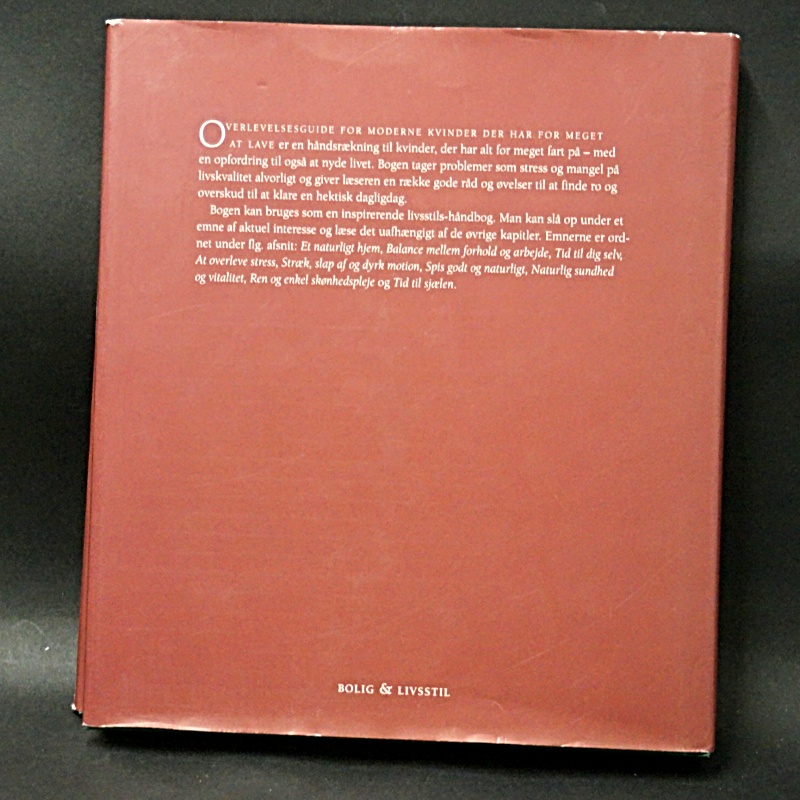 OVERLEVELSESGUIDE FOR MODERNE KVINDER DER HAR FOR MEGET
AT LAVE er en håndsrækning til kvinder, der har alt for meget fart på – med
en opfordring til også at nyde livet. Bogen tager problemer som stress og mangel på
livskvalitet alvorligt og giver læseren en række gode råd og øvelser til at finde ro og
overskud til at klare en hektisk dagligdag.
Bogen kan bruges som en inspirerende livsstils-håndbog. Man kan slå op under et
emne af aktuel interesse og læse det uafhængigt af de øvrige kapitler. Emnerne er ord-
net under flg. afsnit: Et naturligt hjem, Balance mellem forhold og arbejde, Tid til dig selv,
At overleve stress, Stræk, slap af og dyrk motion, Spis godt og naturligt, Naturlig sundhed
og vitalitet, Ren og enkel skønhedspleje og Tid til sjælen.
BOLIG & LIVSSTIL